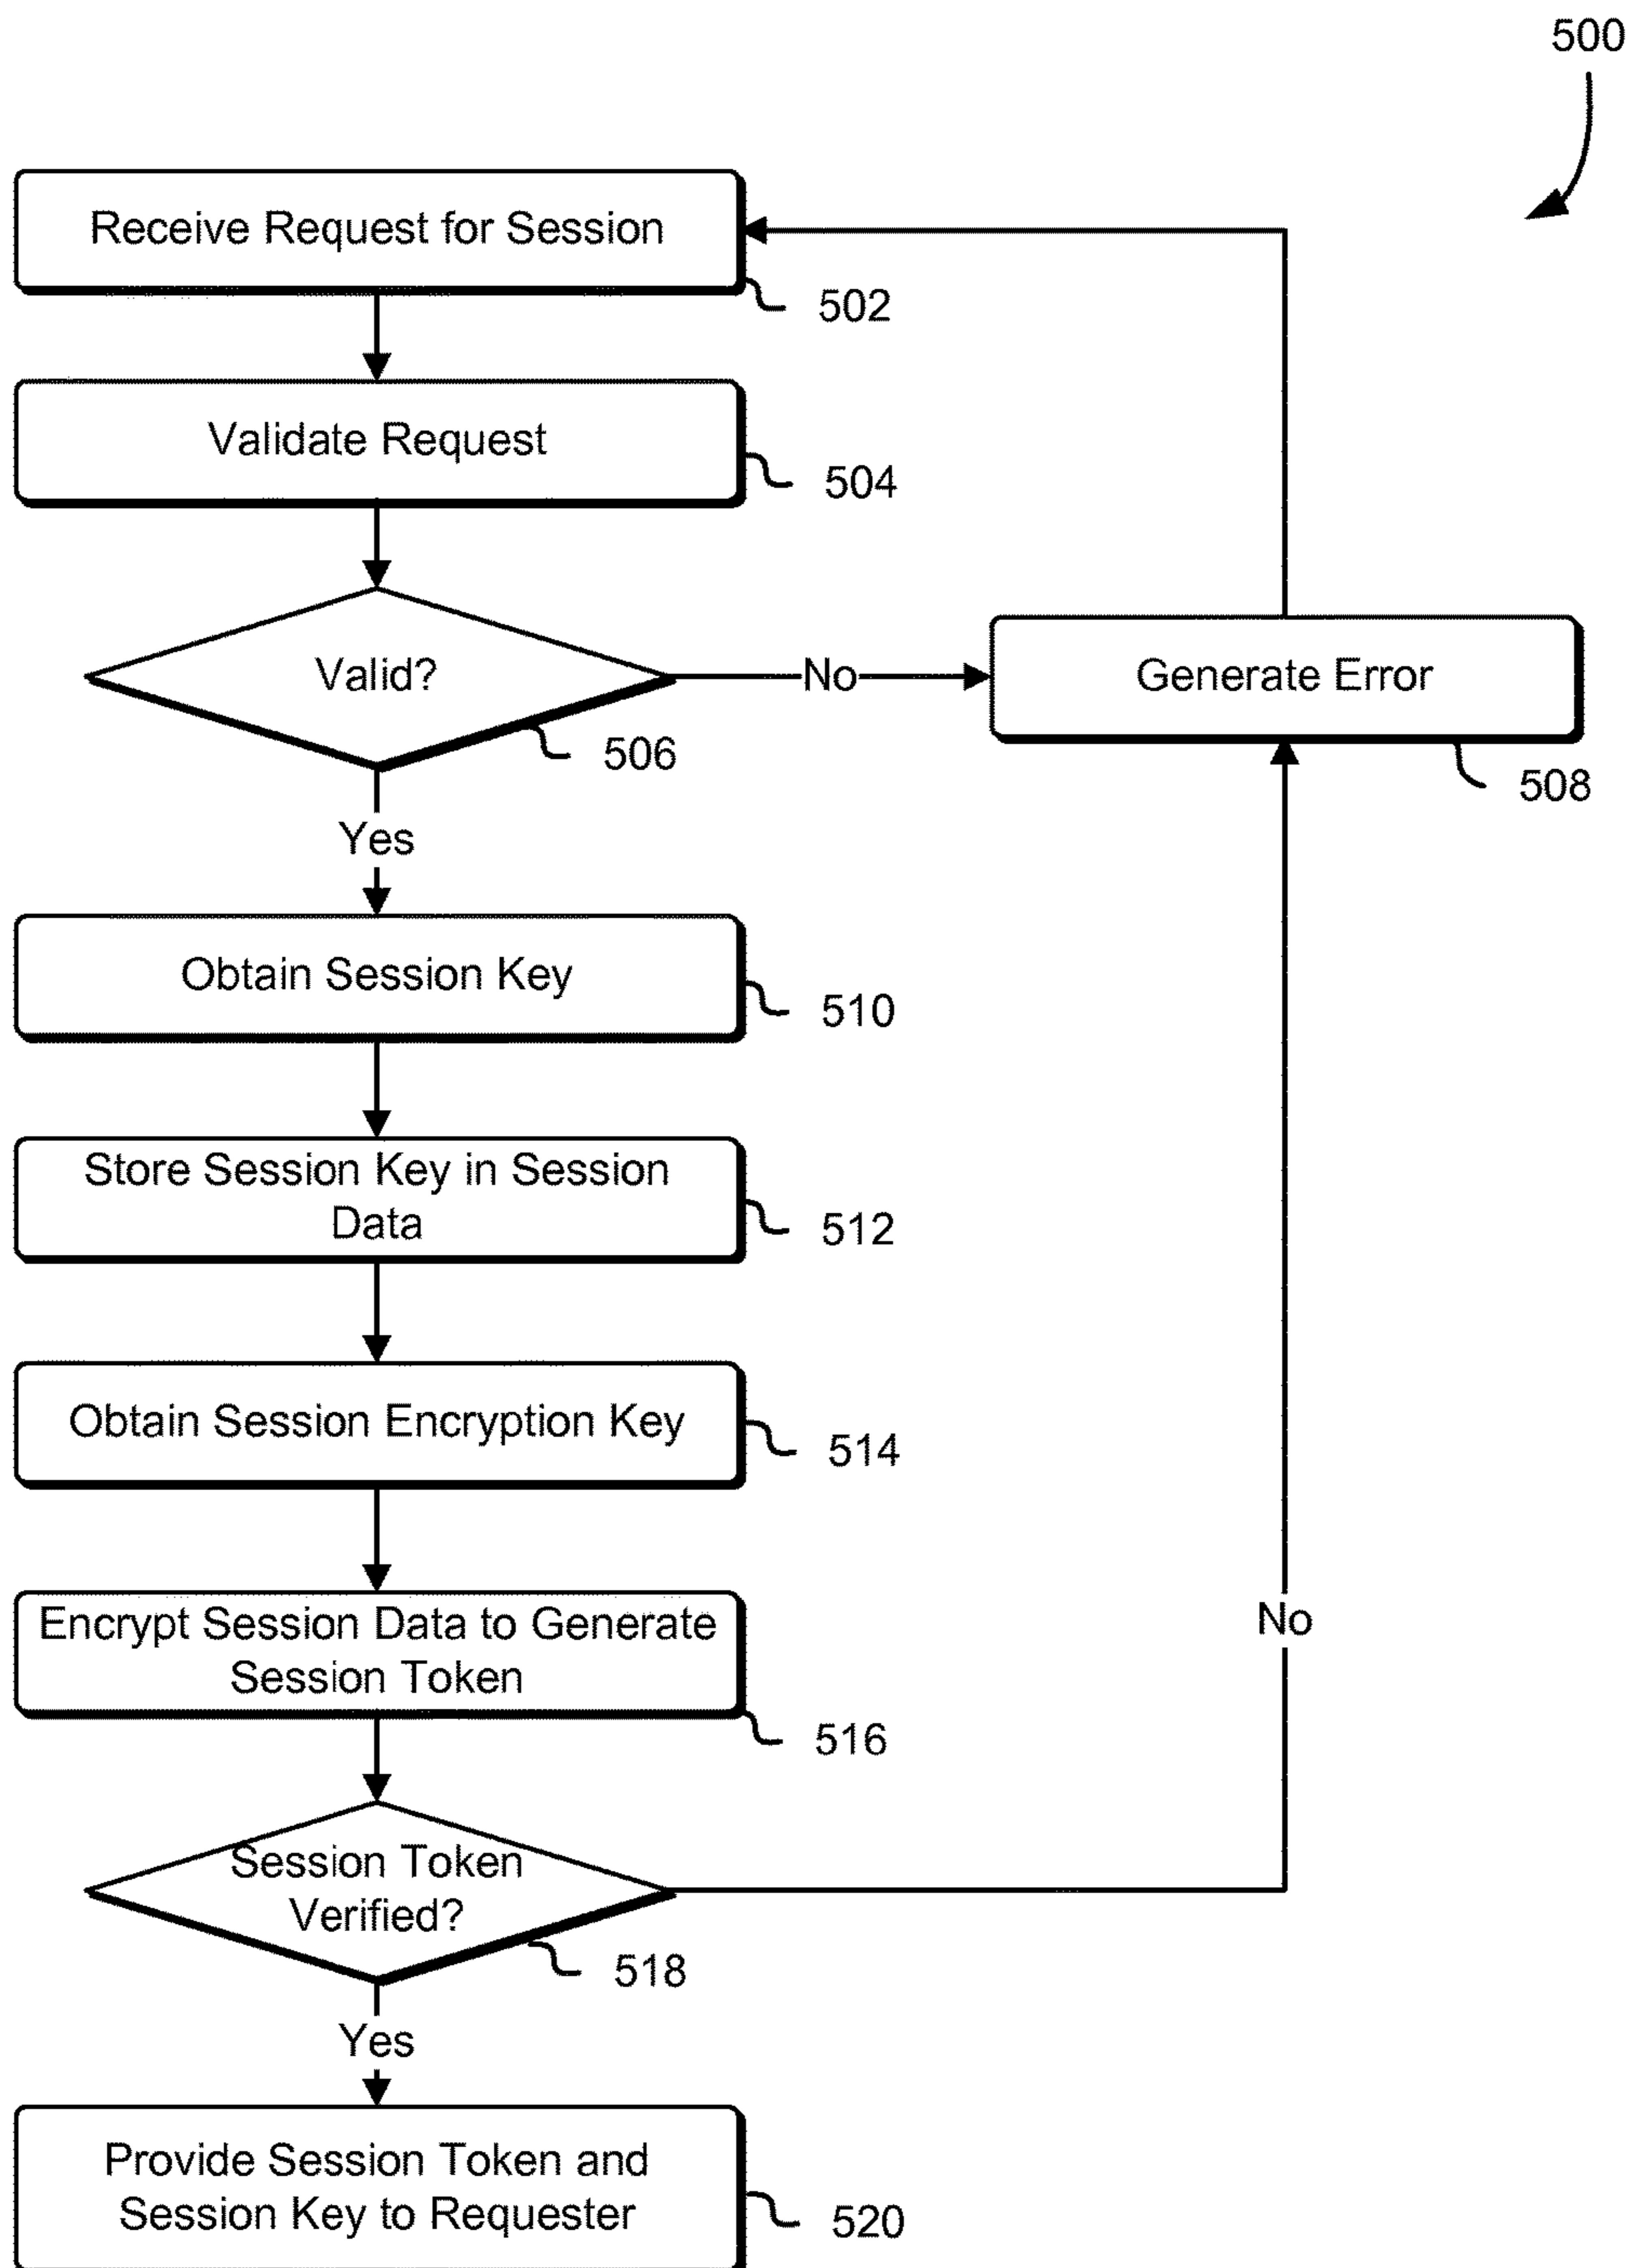 500
Receive Request for Session
502
Validate Request
504
Valid?
No
Generate Error
506
508
Yes
Obtain Session Key
510
Store Session Key in Session
Data
512
Obtain Session Encryption Key
514
Encrypt Session Data to Generate
Session Token
No
516
Session Token
Verified?
518
Yes
Provide Session Token and
Session Key to Requester
520